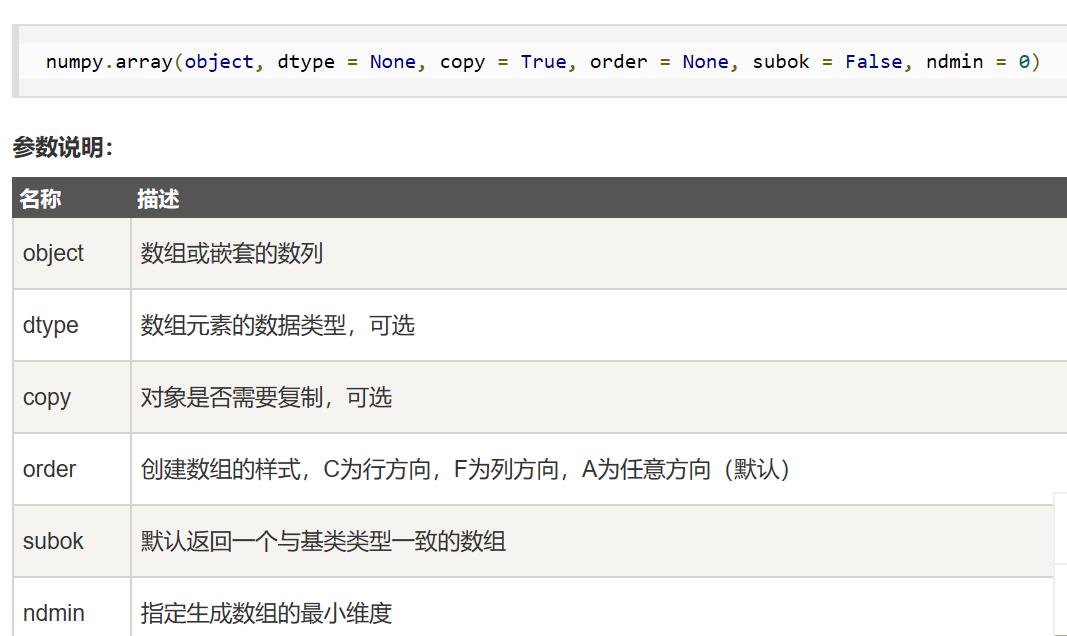 numpy.array(object, dtype = None, copy = True, order = None, subok = False, ndmin = 0)
参数说明：
名称 描述
object 数组或嵌套的数列
dtype 数组元素的数据类型，可选
copy 对象是否需要复制，可选
order 创建数组的样式，C为行方向，F为列方向，A为任意方向（默认）
subok 默认返回一个与基类类型一致的数组
ndmin 指定生成数组的最小维度